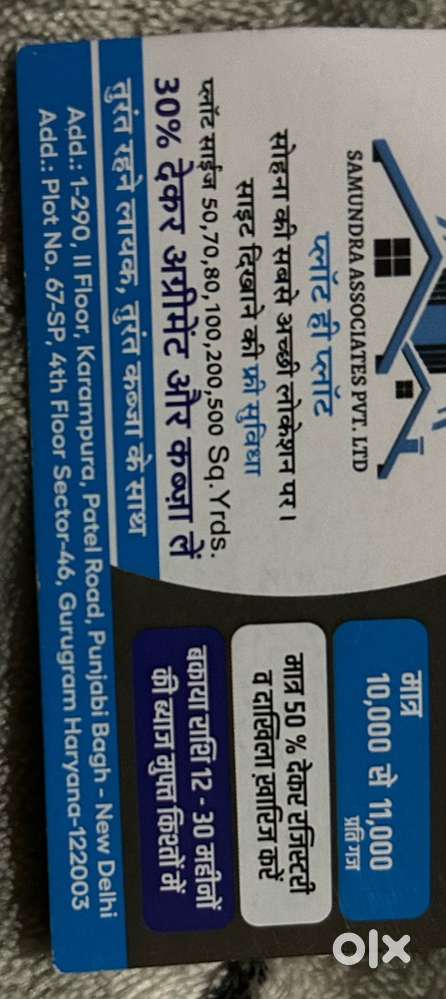 SAMUNDRA ASSOCIATES PVT. LTD
प्लॉट ही प्लॉट
सोहना की सबसे अच्छी लोकेशन पर।
साइट दिखाने की फ्री सुविधा
प्लॉट साईज 50,70,80,100,200,500 Sq.Yrds.
30% देकर अग्रीमेंट और कब्ज़ा लें
तुरंत रहने लायक, तुरंत कब्जा के साथ
मात्र
10,000 से 11,000
प्रति गज
मात्र 50 % देकर रजिस्टरी
व दाखिला ख़ारिज करें
बकाया राशि 12 - 30 महीनों
की ब्याज मुफ्त किश्तों में
Add.: 1-290, II Floor, Karampura, Patel Road, Punjabi Bagh - New Delhi
Add.: Plot No. 67-SP, 4th Floor Sector-46, Gurugram Haryana-122003
olx